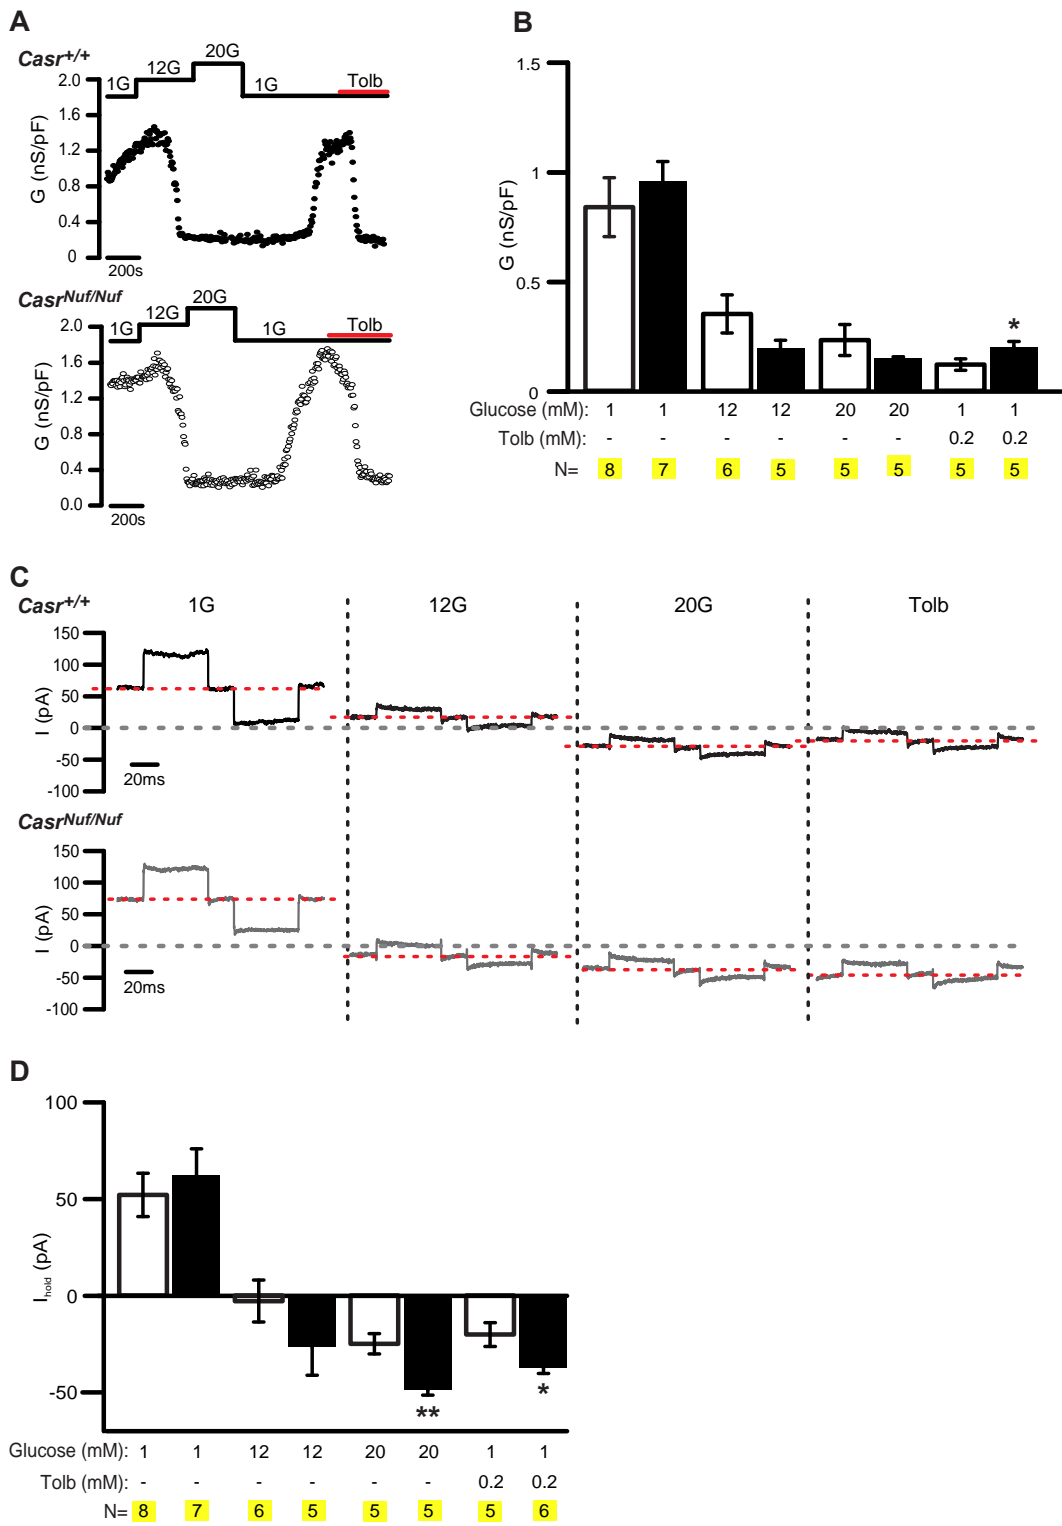 A
Casr+/+
1G 12G 20G 1G Tolb
2.0
1.6
1.2
0.8
0.4
0
G (nS/pF)
200s
CasrNuf/Nuf
1G 12G 20G 1G Tolb
2.0
1.6
1.2
0.8
0.4
0.0
G (nS/pF)
200s
B
1.5
1
0.5
0
G (nS/pF)
*
Glucose (mM): 1 1 12 12 20 20 1 1
Tolb (mM): - - - - - - 0.2 0.2
N= 8 7 6 5 5 5 5 5
C
Casr+/+
1G 12G 20G Tolb
150
100
50
0
-50
-100
I (pA)
20ms
CasrNuf/Nuf
150
100
50
0
-50
-100
I (pA)
20ms
D
100
50
0
-50
Ihold (pA)
** *
Glucose (mM): 1 1 12 12 20 20 1 1
Tolb (mM): - - - - - - 0.2 0.2
N= 8 7 6 5 5 5 5 6